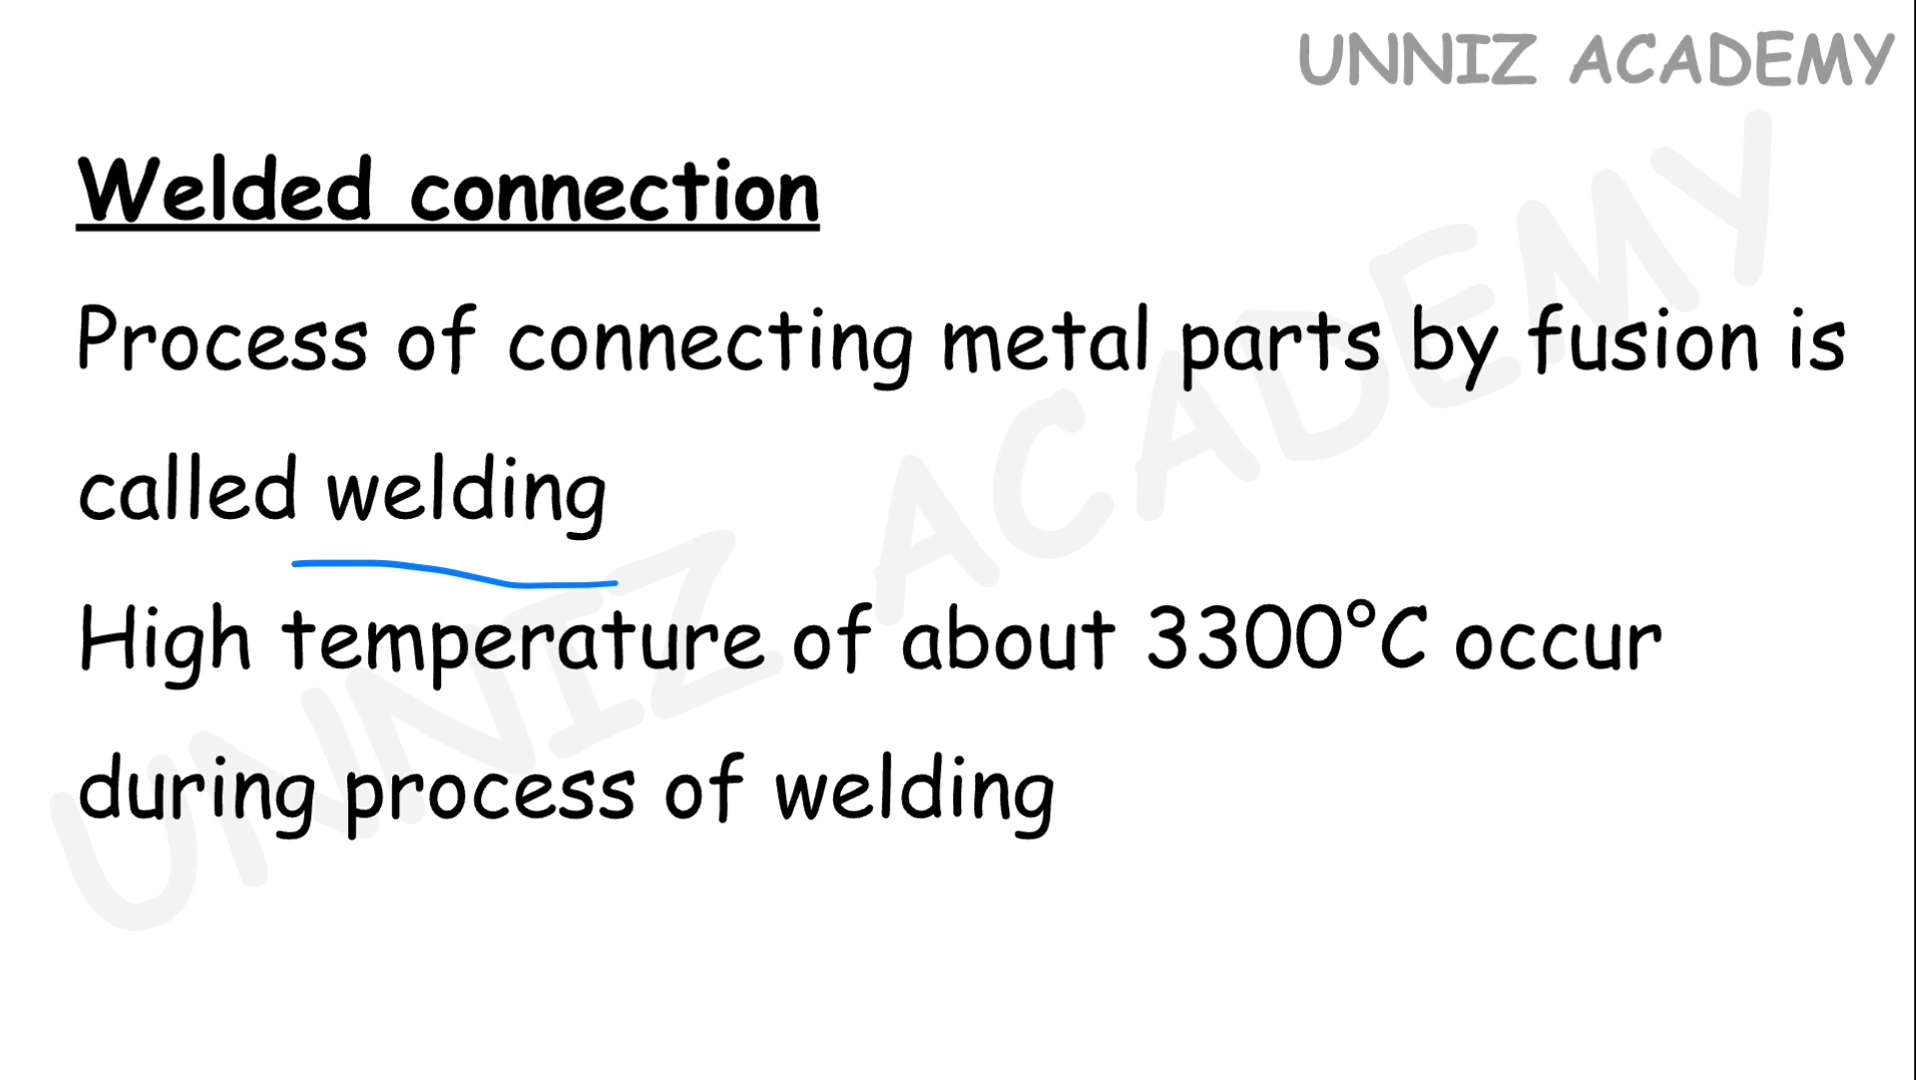 UNNIZ ACADEMY
Welded connection
Process of connecting metal parts by fusion is
called welding
High temperature of about 3300°C occur
during process of welding
UNNIZ ACADEMY